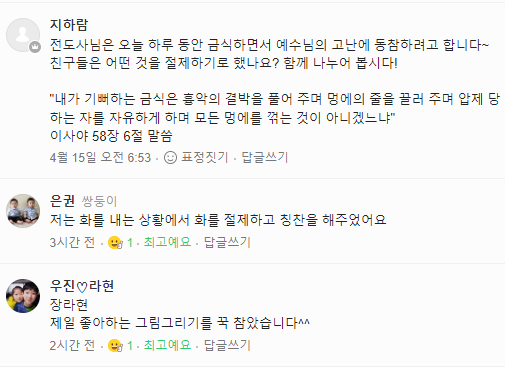 지하람
전도사님은 오늘 하루 동안 금식하면서 예수님의 고난에 동참하려고 합니다~
친구들은 어떤 것을 절제하기로 했나요? 함께 나누어 봅시다!
"내가 기뻐하는 금식은 흉악의 결박을 풀어 주며 멍에의 줄을 끌러 주며 압제 당
하는 자를 자유하게 하며 모든 멍에를 꺾는 것이 아니겠느냐"
이사야 58장 6절 말씀
4월 15일 오전 6:53 · 표정짓기 · 답글쓰기
은권 쌍둥이
저는 화를 내는 상황에서 화를 절제하고 칭찬을 해주었어요
3시간 전 · 1 · 최고예요 · 답글쓰기
우진♡라현
장라현
제일 좋아하는 그림그리기를 꾹 참았습니다^^
2시간 전 · 1 · 최고예요 · 답글쓰기